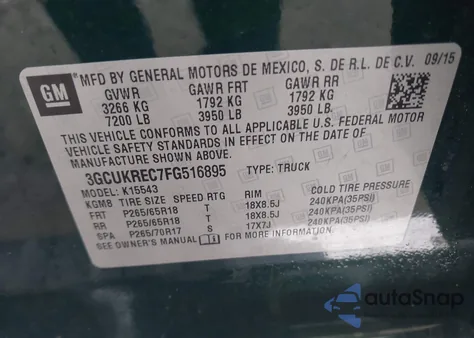 GM
*MFD BY GENERAL MOTORS DE MEXICO, S. DE R.L. DE C.V. 09/15
GVWR GAWR FRT GAWR RR
3266 KG 1792 KG 1792 KG
7200 LB 3950 LB 3950 LB
THIS VEHICLE CONFORMS TO ALL APPLICABLE U.S. FEDERAL MOTOR
VEHICLE SAFETY STANDARDS IN EFFECT ON THE DATE OF
MANUFACTURE SHOWN ABOVE.
3GCUKREC7FG516895 TYPE: TRUCK
MODEL: K15543
KGMB TIRE SIZE SPEED RTG RIM COLD TIRE PRESSURE
FRT P265/65R18 T 18X8.5J 240KPA(35PSI)
RR P265/65R18 T 18X8.5J 240KPA(35PSI)
SPA P265/70R17 S 17X7J 240KPA(35PSI)
SEE OWNER'S MANUAL FOR MORE INFORMATION.
autoSnap